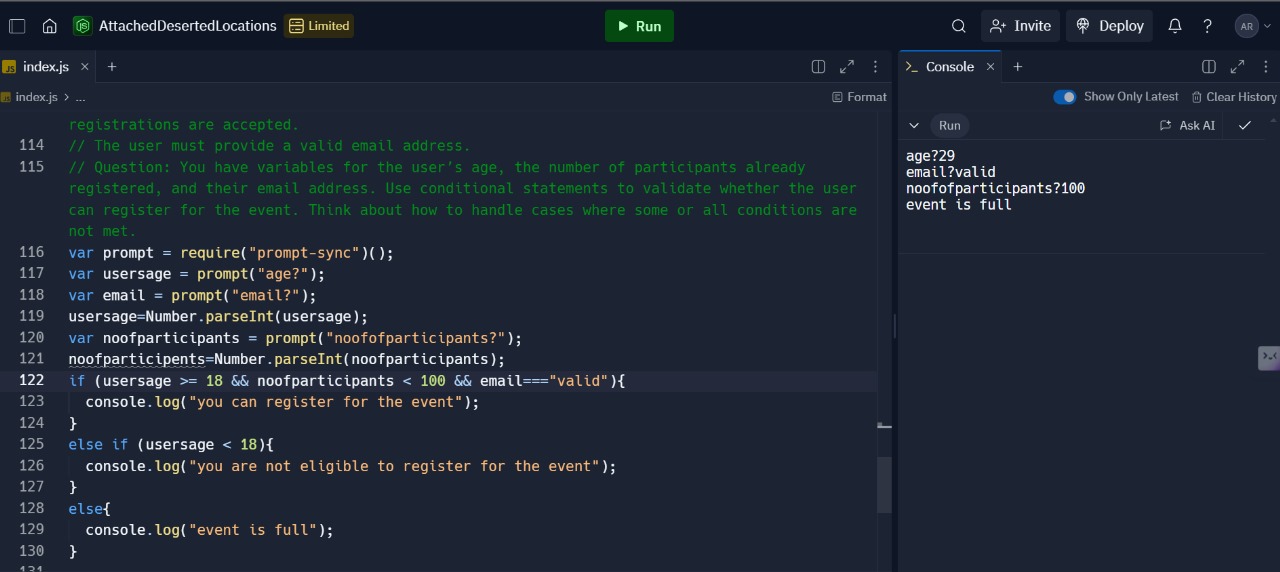 AttachedDesertedLocations Limited Run Invite Deploy ? AR
JS index.js × + >_ Console × +
index.js > ... Format Show Only Latest Clear History
Run Ask AI
registrations are accepted.
114 // The user must provide a valid email address.
115 // Question: You have variables for the user's age, the number of participants already
registered, and their email address. Use conditional statements to validate whether the user
can register for the event. Think about how to handle cases where some or all conditions are
not met.
116 var prompt = require("prompt-sync")();
117 var usersage = prompt("age?");
118 var email = prompt("email?");
119 usersage=Number.parseInt(usersage);
120 var noofparticipants = prompt("noofofparticipants?");
121 noofparticipents=Number.parseInt(noofparticipants);
122 if (usersage >= 18 && noofparticipants < 100 && email==="valid"){
123 console.log("you can register for the event");
124 }
125 else if (usersage < 18){
126 console.log("you are not eligible to register for the event");
127 }
128 else{
129 console.log("event is full");
130 }
131
age?29
email?valid
noofofparticipants?100
event is full